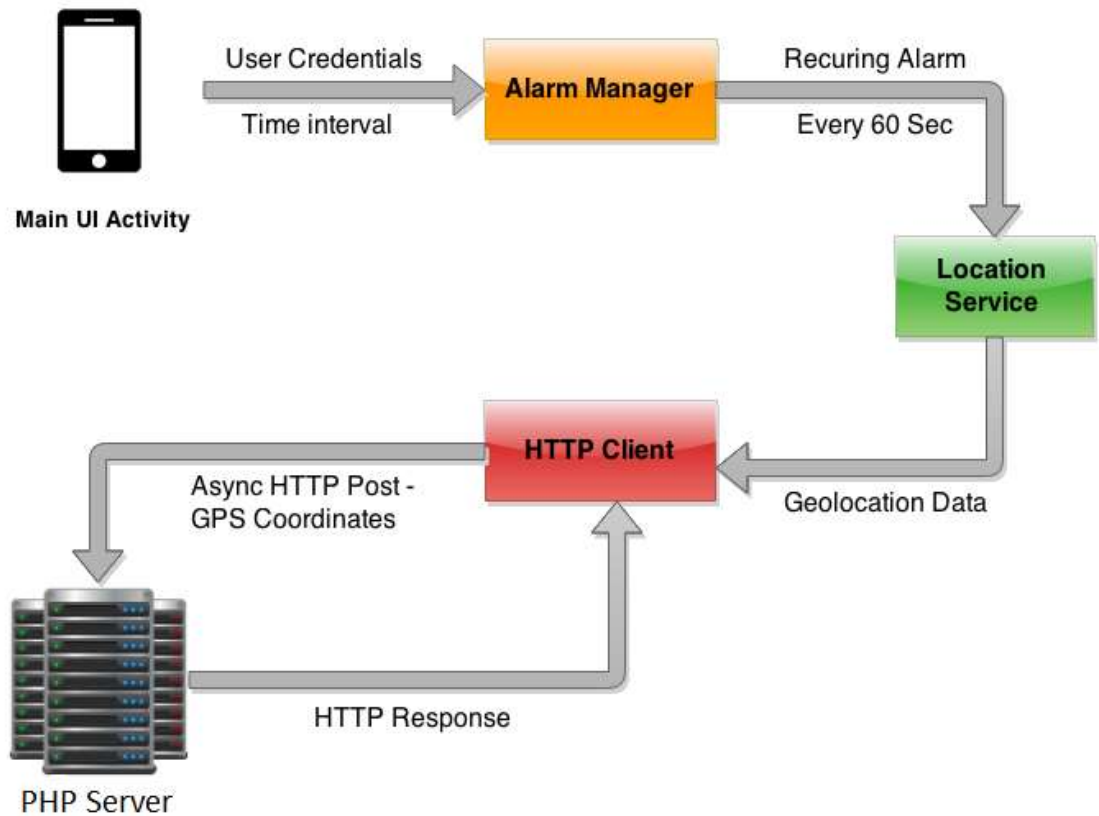 User Credentials
Time interval
Alarm Manager
Recuring Alarm
Every 60 Sec
Main UI Activity
Location
Service
HTTP Client
Async HTTP Post -
GPS Coordinates
Geolocation Data
HTTP Response
PHP Server